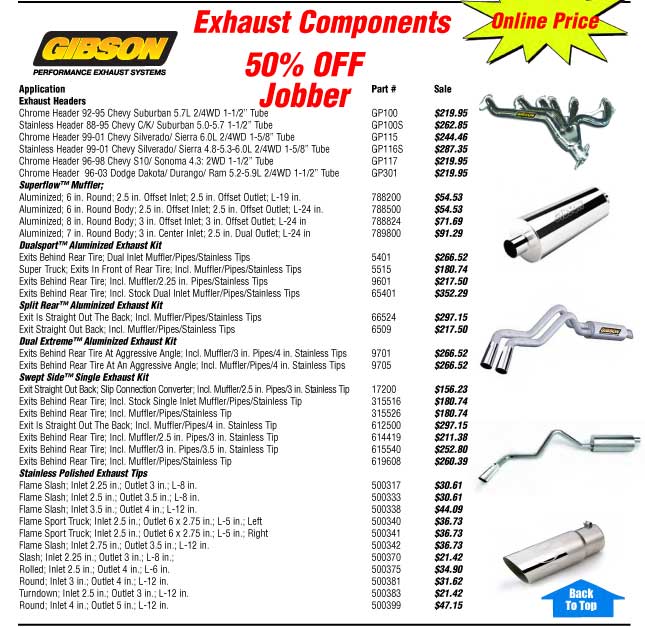 Exhaust Components
Online Price
GIBSON
PERFORMANCE EXHAUST SYSTEMS
50% OFF
Jobber
Application Part # Sale
Exhaust Headers
Chrome Header 92-95 Chevy Suburban 5.7L 2/4WD 1-1/2" Tube GP100 $219.95
Stainless Header 88-95 Chevy C/K/ Suburban 5.0-5.7 1-1/2" Tube GP100S $262.85
Chrome Header 99-01 Chevy Silverado/ Sierra 6.0L 2/4WD 1-5/8" Tube GP115 $244.46
Stainless Header 99-01 Chevy Silverado/ Sierra 4.8-5.3-6.0L 2/4WD 1-5/8" Tube GP116S $287.35
Chrome Header 96-98 Chevy S10/ Sonoma 4.3: 2WD 1-1/2" Tube GP117 $219.95
Chrome Header 96-03 Dodge Dakota/ Durango/ Ram 5.2-5.9L 2/4WD 1-1/2" Tube GP301 $219.95
Superflow™ Muffler;
Aluminized; 6 in. Round; 2.5 in. Offset Inlet; 2.5 in. Offset Outlet; L-19 in. 788200 $54.53
Aluminized; 6 in. Round Body; 2.5 in. Offset Inlet; 2.5 in. Offset Outlet; L-24 in. 788500 $54.53
Aluminized; 8 in. Round Body; 3 in. Offset Inlet; 3 in. Offset Outlet; L-24 in 788824 $71.69
Aluminized; 7 in. Round Body; 3 in. Center Inlet; 2.5 in. Dual Outlet; L-24 in 789800 $91.29
Dualsport™ Aluminized Exhaust Kit
Exits Behind Rear Tire; Dual Inlet Muffler/Pipes/Stainless Tips 5401 $266.52
Super Truck; Exits In Front of Rear Tire; Incl. Muffler/Pipes/Stainless Tips 5515 $180.74
Exits Behind Rear Tire; Incl. Muffler/2.25 in. Pipes/Stainless Tips 9601 $217.50
Exits Behind Rear Tire; Incl. Stock Dual Inlet Muffler/Pipes/Stainless Tips 65401 $352.29
Split Rear™ Aluminized Exhaust Kit
Exit Is Straight Out The Back; Incl. Muffler/Pipes/Stainless Tips 66524 $297.15
Exit Straight Out Back; Incl. Muffler/Pipes/Stainless Tips 6509 $217.50
Dual Extreme™ Aluminized Exhaust Kit
Exits Behind Rear Tire At Aggressive Angle; Incl. Muffler/3 in. Pipes/4 in. Stainless Tips 9701 $266.52
Exits Behind Rear Tire At An Aggressive Angle; Incl. Muffler/Pipes/4 in. Stainless Tips 9705 $266.52
Swept Side™ Single Exhaust Kit
Exit Straight Out Back; Slip Connection Converter; Incl. Muffler/2.5 in. Pipes/3 in. Stainless Tip 17200 $156.23
Exits Behind Rear Tire; Incl. Stock Single Inlet Muffler/Pipes/Stainless Tip 315516 $180.74
Exits Behind Rear Tire; Incl. Muffler/Pipes/Stainless Tip 315526 $180.74
Exit Is Straight Out The Back; Incl. Muffler/Pipes/4 in. Stainless Tip 612500 $297.15
Exits Behind Rear Tire; Incl. Muffler/2.5 in. Pipes/3 in. Stainless Tip 614419 $211.38
Exits Behind Rear Tire; Incl. Muffler/3 in. Pipes/3.5 in. Stainless Tip 615540 $252.80
Exits Behind Rear Tire; Incl. Muffler/Pipes/Stainless Tip 619608 $260.39
Stainless Polished Exhaust Tips
Flame Slash; Inlet 2.25 in.; Outlet 3 in.; L-8 in. 500317 $30.61
Flame Slash; Inlet 2.5 in.; Outlet 3.5 in.; L-8 in. 500333 $30.61
Flame Slash; Inlet 3.5 in.; Outlet 4 in.; L-12 in. 500338 $44.09
Flame Sport Truck; Inlet 2.5 in.; Outlet 6 x 2.75 in.; L-5 in.; Left 500340 $36.73
Flame Sport Truck; Inlet 2.5 in.; Outlet 6 x 2.75 in.; L-5 in.; Right 500341 $36.73
Flame Slash; Inlet 2.75 in.; Outlet 3.5 in.; L-12 in. 500342 $36.73
Slash; Inlet 2.25 in.; Outlet 3 in.; L-8 in.; 500370 $21.42
Rolled; Inlet 2.5 in.; Outlet 4 in.; L-6 in. 500375 $34.90
Round; Inlet 3 in.; Outlet 4 in.; L-12 in. 500381 $31.62
Turndown; Inlet 2.5 in.; Outlet 3 in.; L-12 in. 500383 $21.42
Round; Inlet 4 in.; Outlet 5 in.; L-12 in. 500399 $47.15
GIBSON
GIBSON
Back
To Top